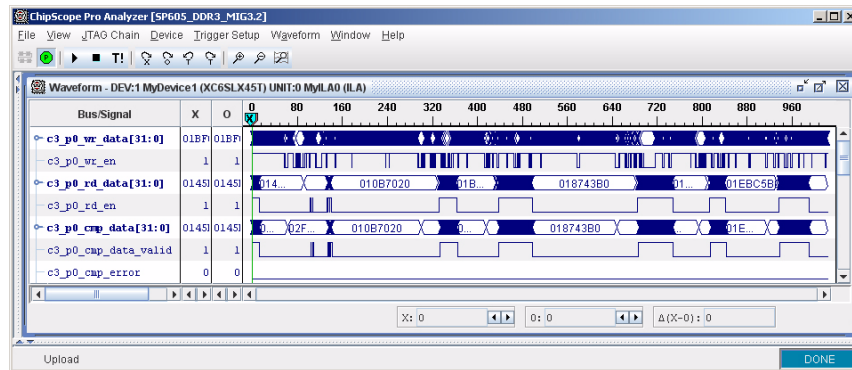 ChipScope Pro Analyzer [SP605_DDR3_MIG3.2]
File View JTAG Chain Device Trigger Setup Waveform Window Help
T!
Waveform - DEV:1 MyDevice1 (XC6SLX45T) UNIT:0 MyILA0 (ILA)
Bus/Signal X O 0 80 160 240 320 400 480 560 640 720 800 880 960
X
c3_p0_wr_data[31:0] 01BF 01BF
c3_p0_wr_en 1 1
c3_p0_rd_data[31:0] 0145 0145 014... 010B7020 01B... 018743B0 01... 01EBC5B
c3_p0_rd_en 1 1
c3_p0_cmp_data[31:0] 0145 0145 0... 02F... 010B7020 0... 018743B0 ... 01E...
c3_p0_cmp_data_valid 1 1
c3_p0_cmp_error 0 0
X: 0 O: 0 Δ(X-O): 0
Upload DONE